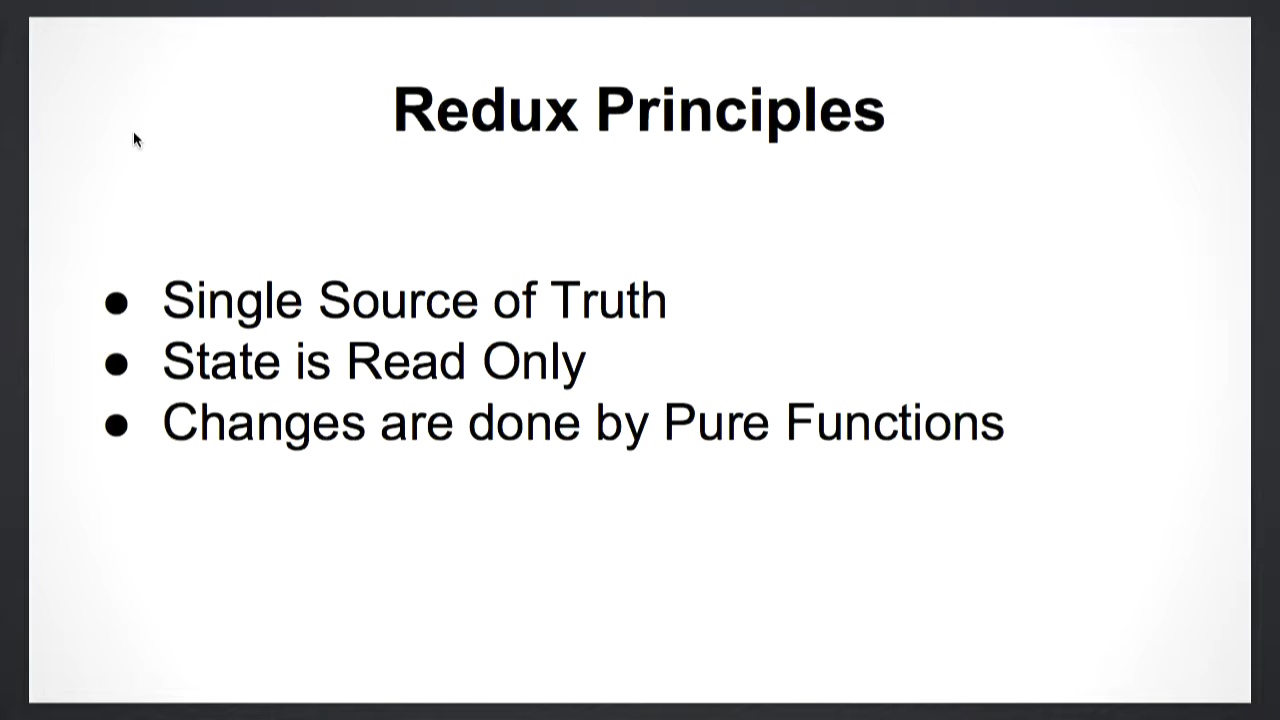 Redux Principles
● Single Source of Truth
● State is Read Only
● Changes are done by Pure Functions